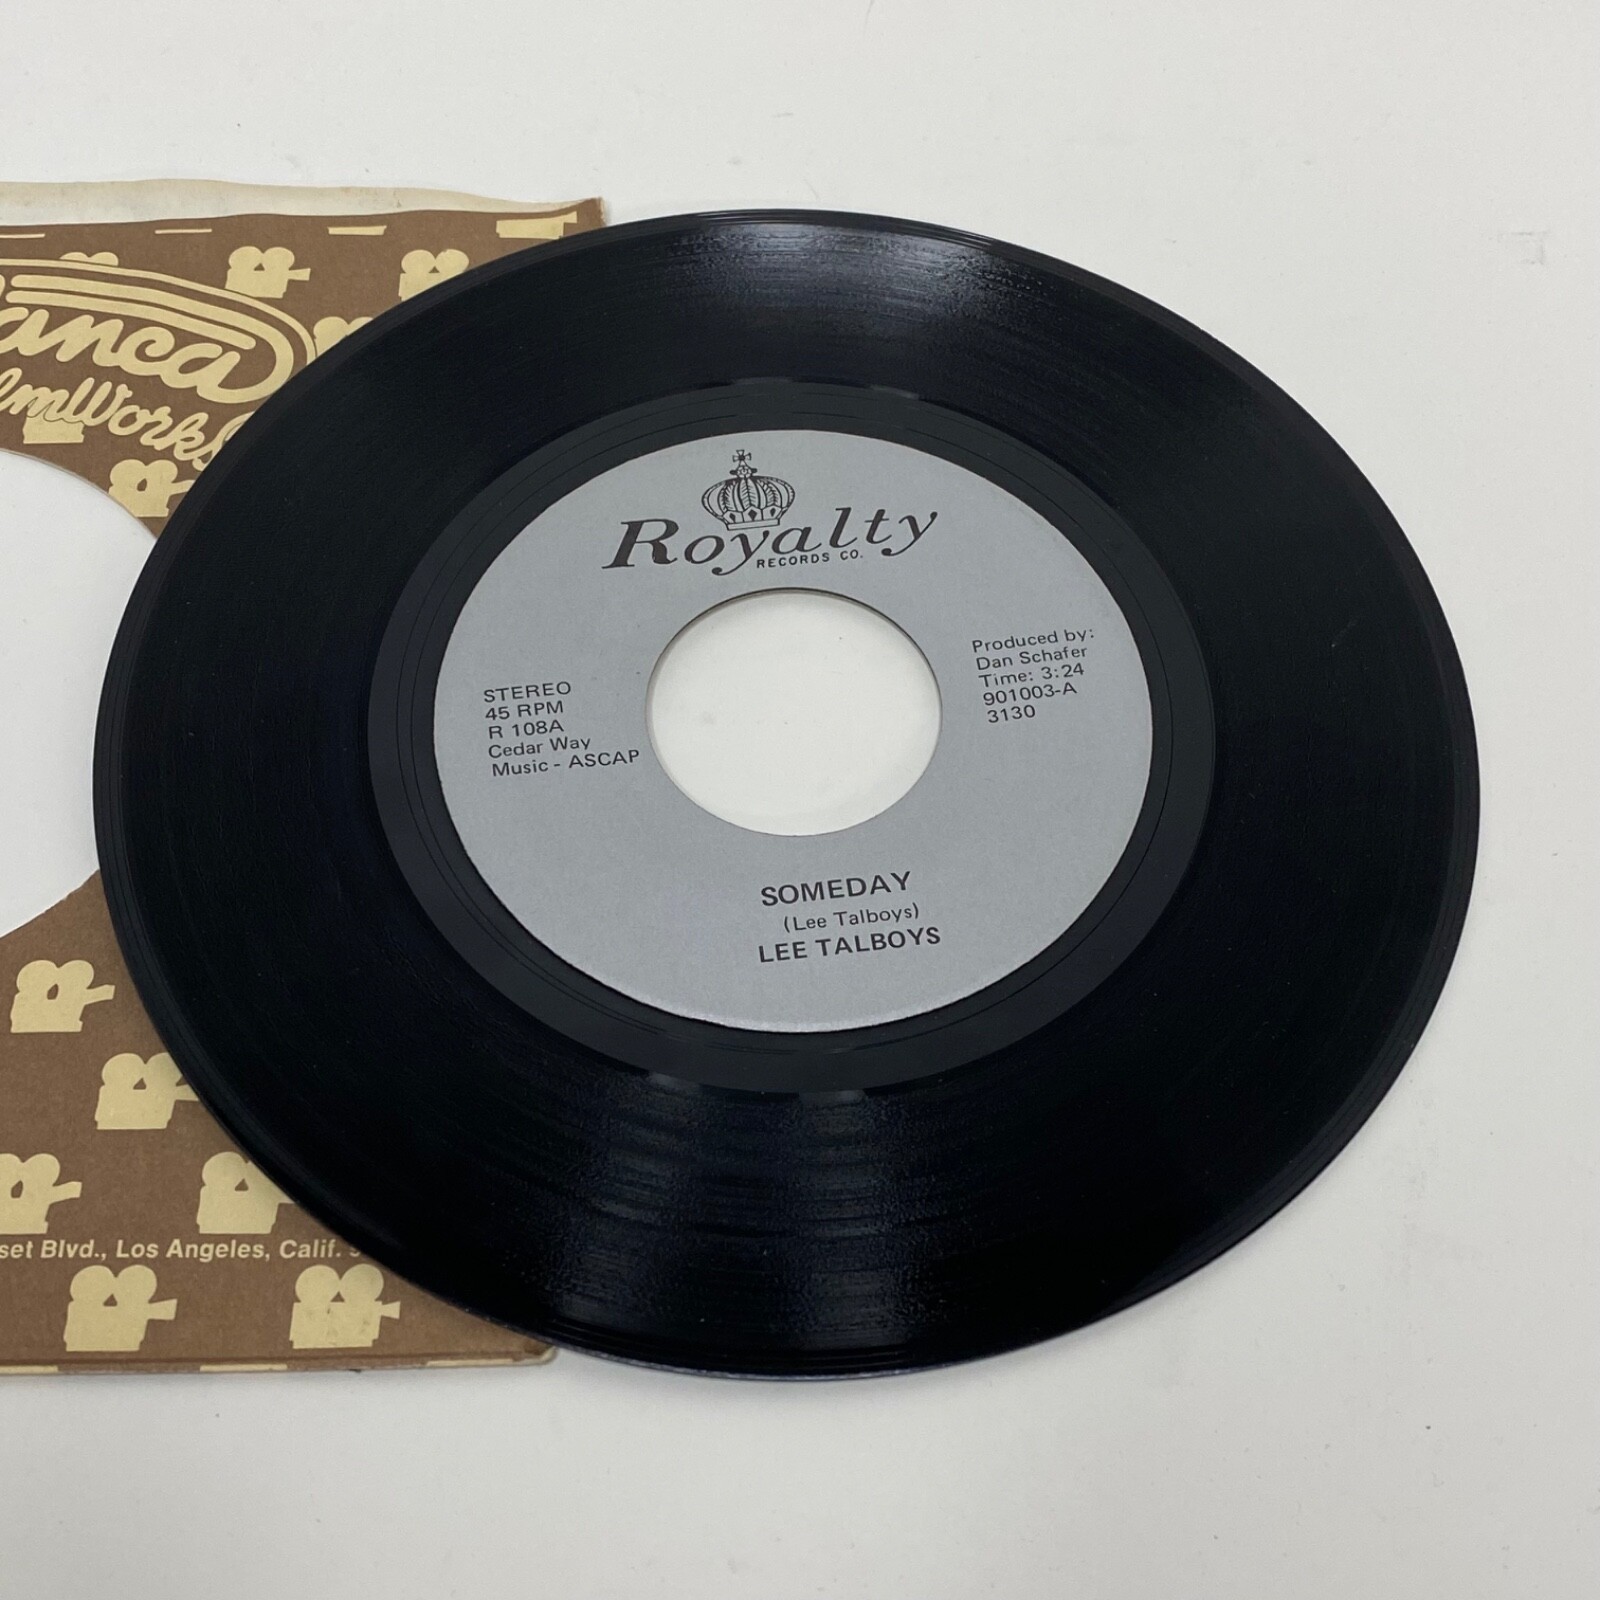 Royalty
RECORDS CO.
STEREO
45 RPM
R 108A
Cedar Way
Music - ASCAP
Produced by:
Dan Schafer
Time: 3:24
901003-A
3130
SOMEDAY
(Lee Talboys)
LEE TALBOYS
Blvd., Los Angeles, Calif.